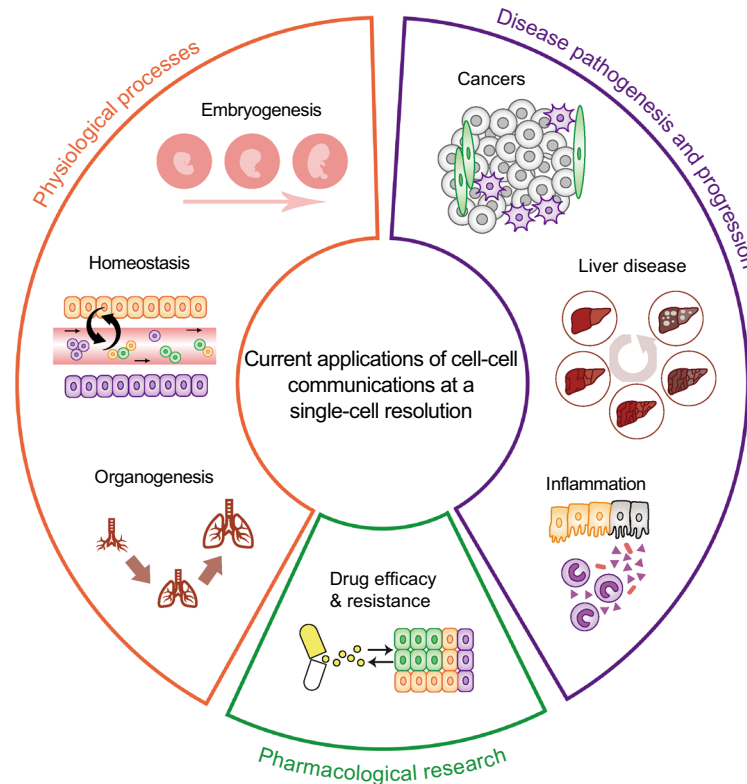 Physiological processes
Embryogenesis
Homeostasis
Organogenesis
Disease pathogenesis and progression
Cancers
Liver disease
Inflammation
Current applications of cell-cell
communications at a
single-cell resolution
Drug efficacy
& resistance
Pharmacological research